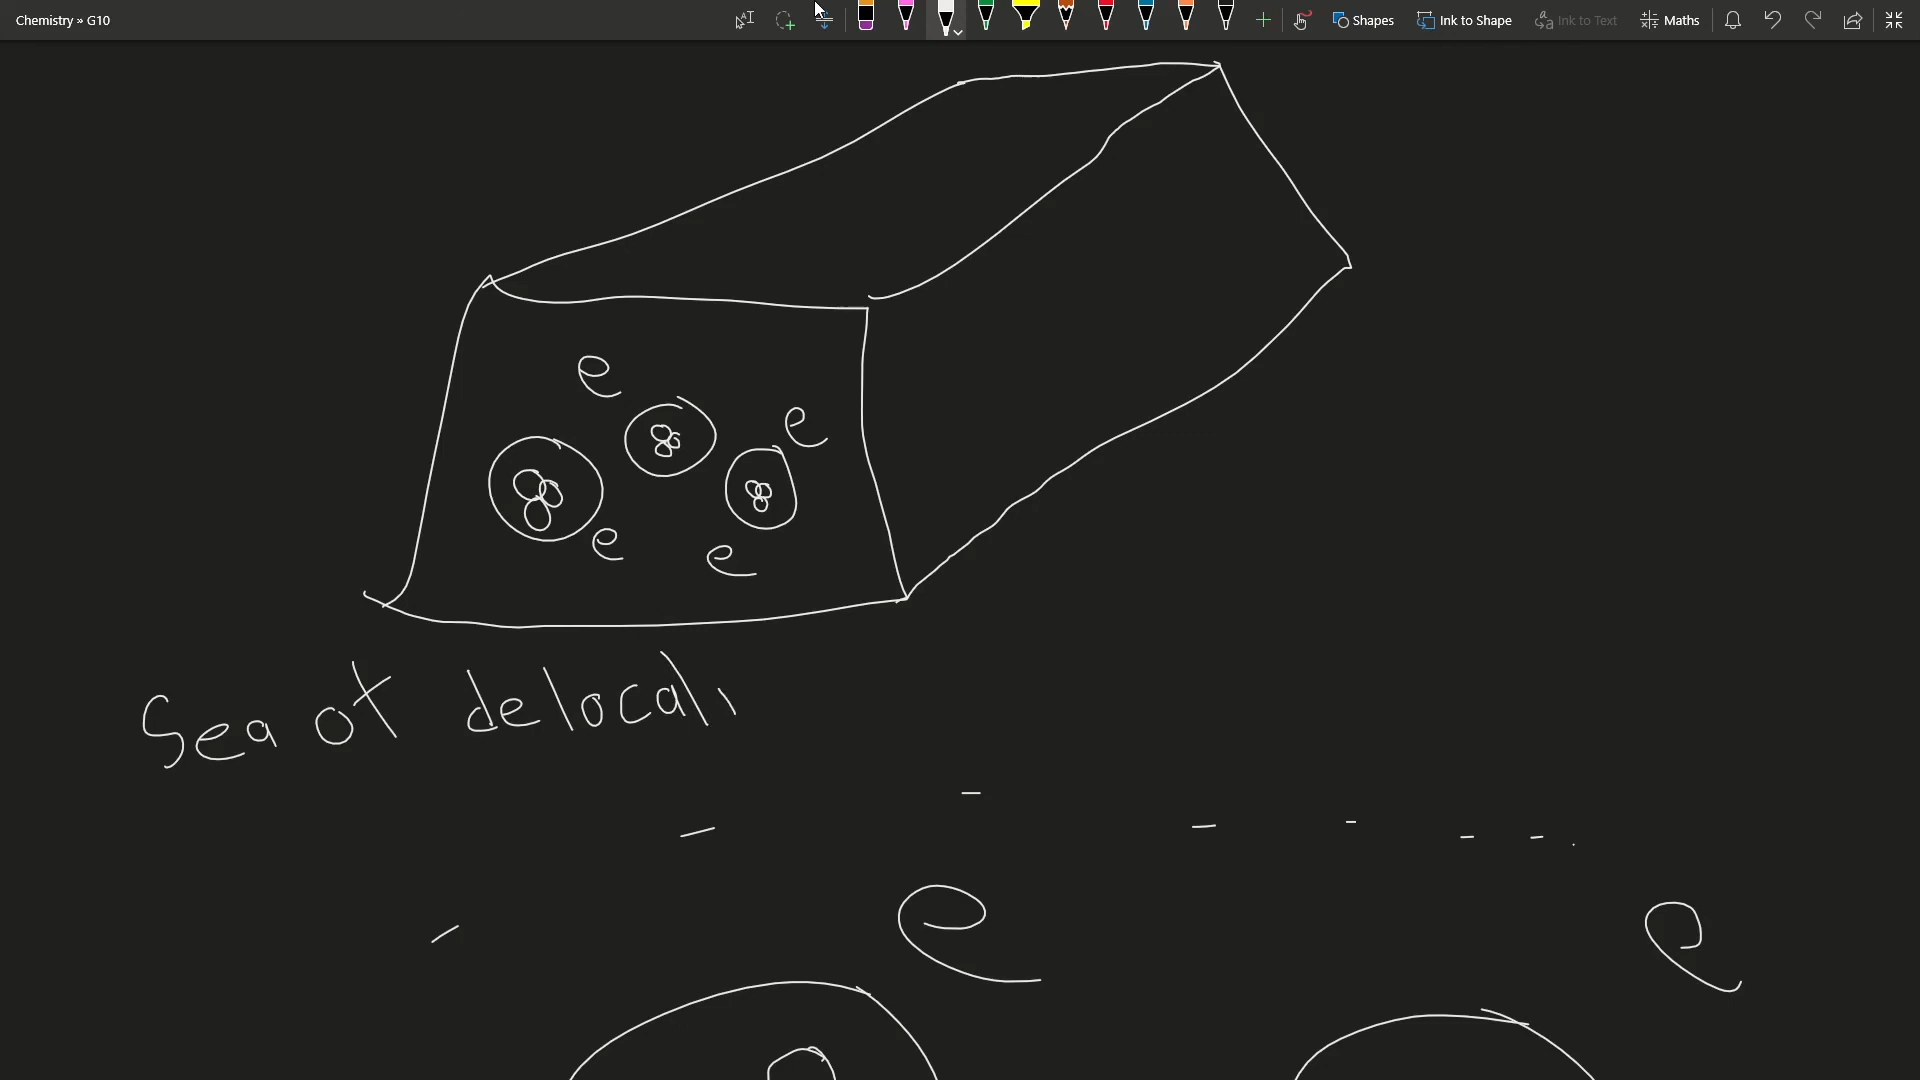 Chemistry » G10
Shapes
Ink to Shape
Ink to Text
Maths
e
e
e
e
Sea of delocali
e
e